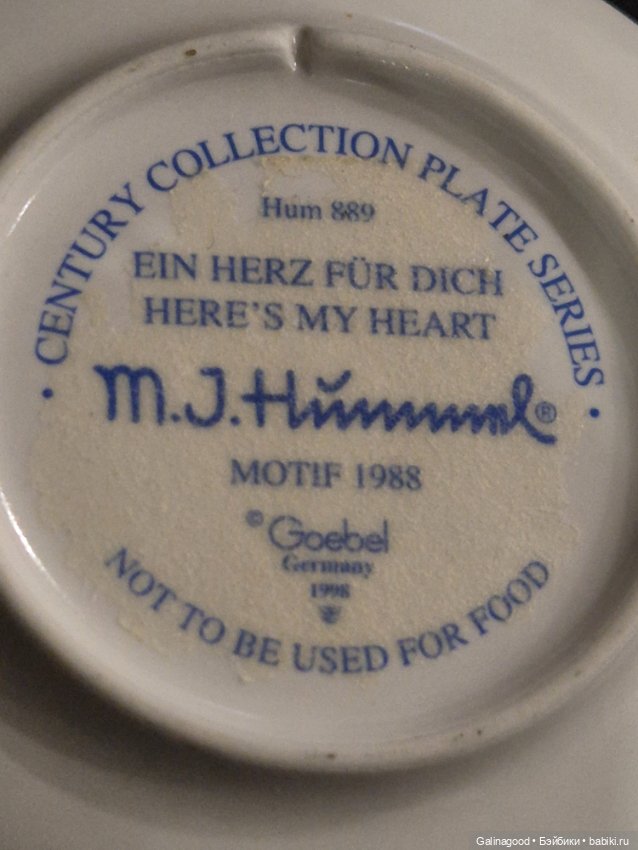 • CENTURY COLLECTION PLATE SERIES •
Hum 889
EIN HERZ FÜR DICH
HERE'S MY HEART
M.J.Hummel®
MOTIF 1988
© Goebel
Germany
1998
NOT TO BE USED FOR FOOD
Galinagood • Бэйбики • babiki.ru